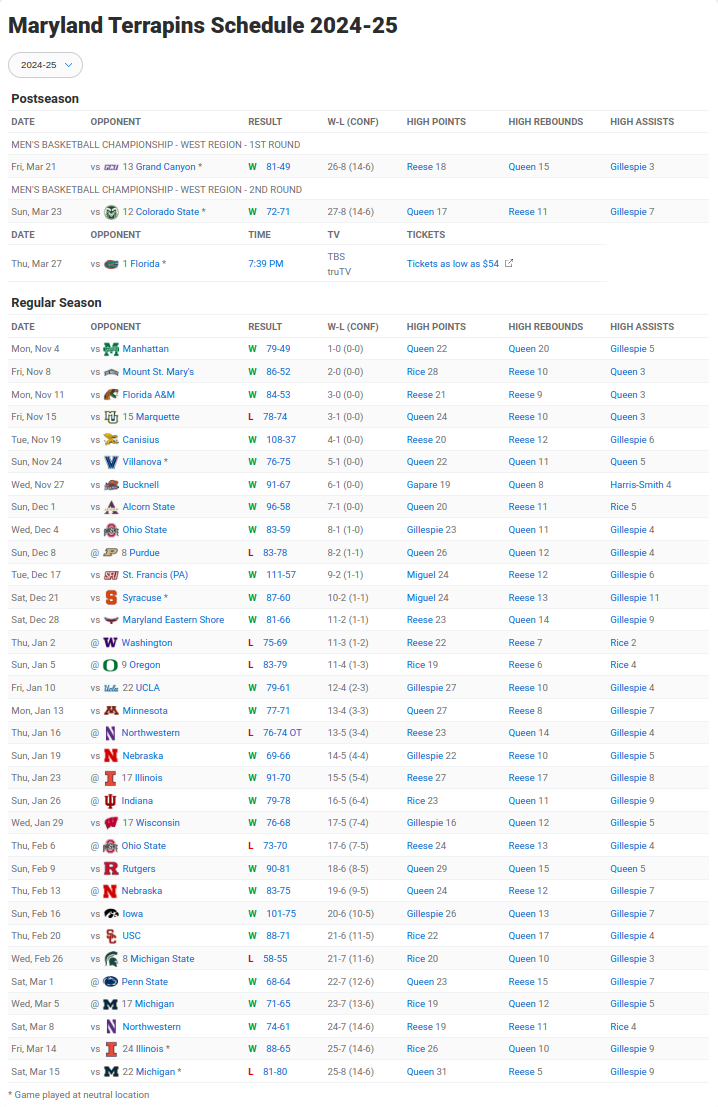 Maryland Terrapins Schedule 2024-25
2024-25
Postseason
DATE OPPONENT RESULT W-L (CONF) HIGH POINTS HIGH REBOUNDS HIGH ASSISTS
MEN'S BASKETBALL CHAMPIONSHIP - WEST REGION - 1ST ROUND
Fri, Mar 21 vs GCU 13 Grand Canyon * W 81-49 26-8 (14-6) Reese 18 Queen 15 Gillespie 3
MEN'S BASKETBALL CHAMPIONSHIP - WEST REGION - 2ND ROUND
Sun, Mar 23 vs 12 Colorado State * W 72-71 27-8 (14-6) Queen 17 Reese 11 Gillespie 7
DATE OPPONENT TIME TV TICKETS
Thu, Mar 27 vs 1 Florida * 7:39 PM TBS truTV Tickets as low as $54
Regular Season
DATE OPPONENT RESULT W-L (CONF) HIGH POINTS HIGH REBOUNDS HIGH ASSISTS
Mon, Nov 4 vs Manhattan W 79-49 1-0 (0-0) Queen 22 Queen 20 Gillespie 5
Fri, Nov 8 vs Mount St. Mary's W 86-52 2-0 (0-0) Rice 28 Reese 10 Queen 3
Mon, Nov 11 vs Florida A&M W 84-53 3-0 (0-0) Reese 21 Reese 9 Queen 3
Fri, Nov 15 vs 15 Marquette L 78-74 3-1 (0-0) Queen 24 Reese 10 Queen 3
Tue, Nov 19 vs Canisius W 108-37 4-1 (0-0) Reese 20 Reese 12 Gillespie 6
Sun, Nov 24 vs Villanova * W 76-75 5-1 (0-0) Queen 22 Queen 11 Queen 5
Wed, Nov 27 vs Bucknell W 91-67 6-1 (0-0) Gapare 19 Queen 8 Harris-Smith 4
Sun, Dec 1 vs Alcorn State W 96-58 7-1 (0-0) Queen 20 Reese 11 Rice 5
Wed, Dec 4 vs Ohio State W 83-59 8-1 (1-0) Gillespie 23 Queen 11 Gillespie 4
Sun, Dec 8 @ 8 Purdue L 83-78 8-2 (1-1) Queen 26 Queen 12 Gillespie 4
Tue, Dec 17 vs St. Francis (PA) W 111-57 9-2 (1-1) Miguel 24 Reese 12 Gillespie 6
Sat, Dec 21 vs Syracuse * W 87-60 10-2 (1-1) Miguel 24 Reese 13 Gillespie 11
Sat, Dec 28 vs Maryland Eastern Shore W 81-66 11-2 (1-1) Reese 23 Queen 14 Gillespie 9
Thu, Jan 2 @ Washington L 75-69 11-3 (1-2) Reese 22 Reese 7 Rice 2
Sun, Jan 5 @ 9 Oregon L 83-79 11-4 (1-3) Rice 19 Reese 6 Rice 4
Fri, Jan 10 vs 22 UCLA W 79-61 12-4 (2-3) Gillespie 27 Reese 10 Gillespie 4
Mon, Jan 13 vs Minnesota W 77-71 13-4 (3-3) Queen 27 Reese 8 Gillespie 7
Thu, Jan 16 @ Northwestern L 76-74 OT 13-5 (3-4) Reese 23 Queen 14 Gillespie 4
Sun, Jan 19 vs Nebraska W 69-66 14-5 (4-4) Gillespie 22 Reese 10 Gillespie 5
Thu, Jan 23 @ 17 Illinois W 91-70 15-5 (5-4) Reese 27 Reese 17 Gillespie 8
Sun, Jan 26 @ Indiana W 79-78 16-5 (6-4) Rice 23 Queen 11 Gillespie 9
Wed, Jan 29 vs 17 Wisconsin W 76-68 17-5 (7-4) Gillespie 16 Queen 12 Gillespie 5
Thu, Feb 6 @ Ohio State L 73-70 17-6 (7-5) Reese 24 Reese 13 Gillespie 4
Sun, Feb 9 vs Rutgers W 90-81 18-6 (8-5) Queen 29 Queen 15 Queen 5
Thu, Feb 13 @ Nebraska W 83-75 19-6 (9-5) Queen 24 Reese 12 Gillespie 7
Sun, Feb 16 vs Iowa W 101-75 20-6 (10-5) Gillespie 26 Queen 13 Gillespie 7
Thu, Feb 20 vs USC W 88-71 21-6 (11-5) Rice 22 Queen 17 Gillespie 4
Wed, Feb 26 vs 8 Michigan State L 58-55 21-7 (11-6) Rice 20 Queen 10 Gillespie 3
Sat, Mar 1 @ Penn State W 68-64 22-7 (12-6) Queen 23 Reese 15 Gillespie 7
Wed, Mar 5 @ 17 Michigan W 71-65 23-7 (13-6) Rice 19 Queen 12 Gillespie 5
Sat, Mar 8 vs Northwestern W 74-61 24-7 (14-6) Reese 19 Reese 11 Rice 4
Fri, Mar 14 vs 24 Illinois * W 88-65 25-7 (14-6) Rice 26 Queen 10 Gillespie 9
Sat, Mar 15 vs 22 Michigan * L 81-80 25-8 (14-6) Queen 31 Reese 5 Gillespie 9
* Game played at neutral location